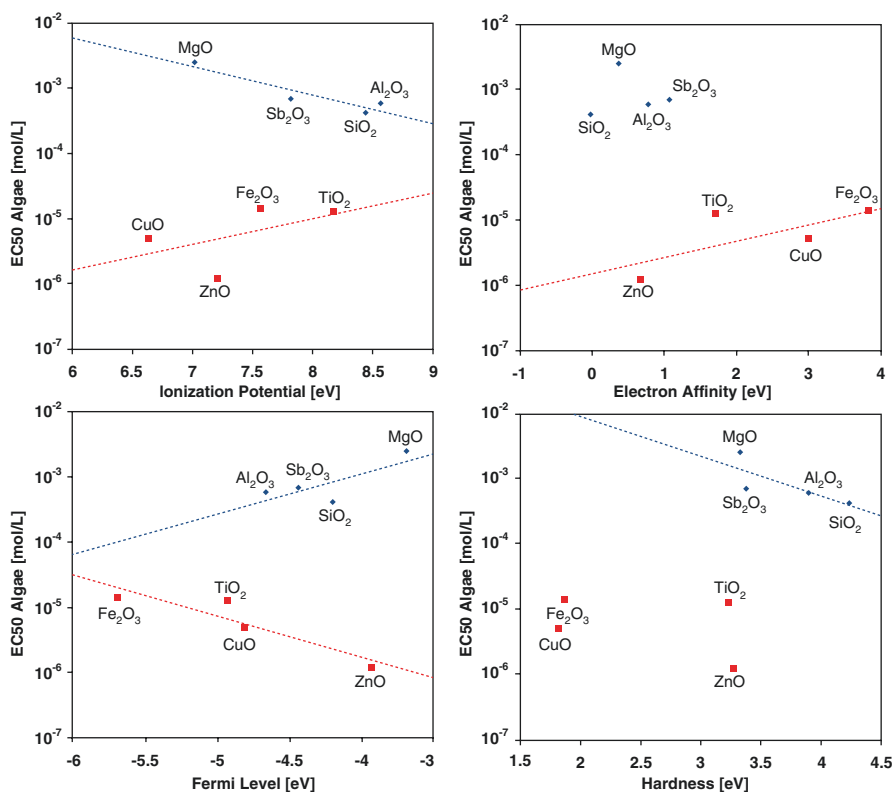 10⁻²
10⁻³
10⁻⁴
10⁻⁵
10⁻⁶
10⁻⁷
EC50 Algae [mol/L]
MgO
Al₂O₃
Sb₂O₃
SiO₂
Fe₂O₃
TiO₂
CuO
ZnO
6 6.5 7 7.5 8 8.5 9
Ionization Potential [eV]
10⁻²
10⁻³
10⁻⁴
10⁻⁵
10⁻⁶
10⁻⁷
EC50 Algae [mol/L]
MgO
Sb₂O₃
SiO₂
Al₂O₃
TiO₂
Fe₂O₃
CuO
ZnO
-1 0 1 2 3 4
Electron Affinity [eV]
10⁻²
10⁻³
10⁻⁴
10⁻⁵
10⁻⁶
10⁻⁷
EC50 Algae [mol/L]
MgO
Al₂O₃
Sb₂O₃
SiO₂
TiO₂
Fe₂O₃
CuO
ZnO
-6 -5.5 -5 -4.5 -4 -3.5 -3
Fermi Level [eV]
10⁻²
10⁻³
10⁻⁴
10⁻⁵
10⁻⁶
10⁻⁷
EC50 Algae [mol/L]
MgO
Al₂O₃
Sb₂O₃
SiO₂
TiO₂
Fe₂O₃
CuO
ZnO
1.5 2 2.5 3 3.5 4 4.5
Hardness [eV]